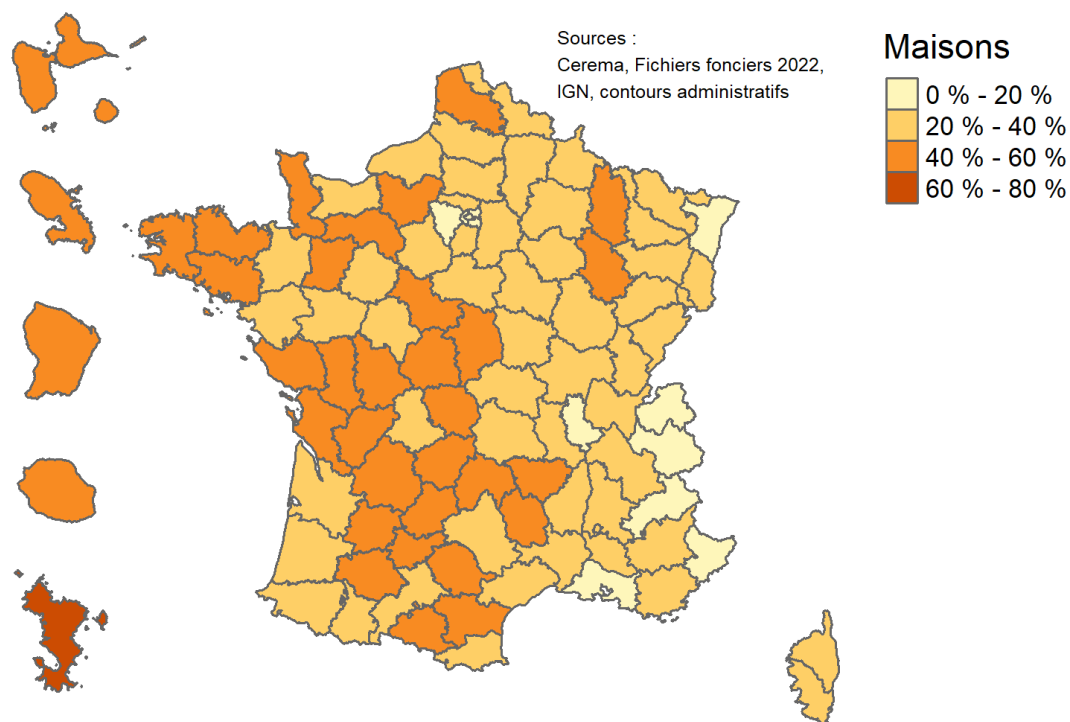 Sources :
Cerema, Fichiers fonciers 2022,
IGN, contours administratifs
Maisons
0 % - 20 %
20 % - 40 %
40 % - 60 %
60 % - 80 %